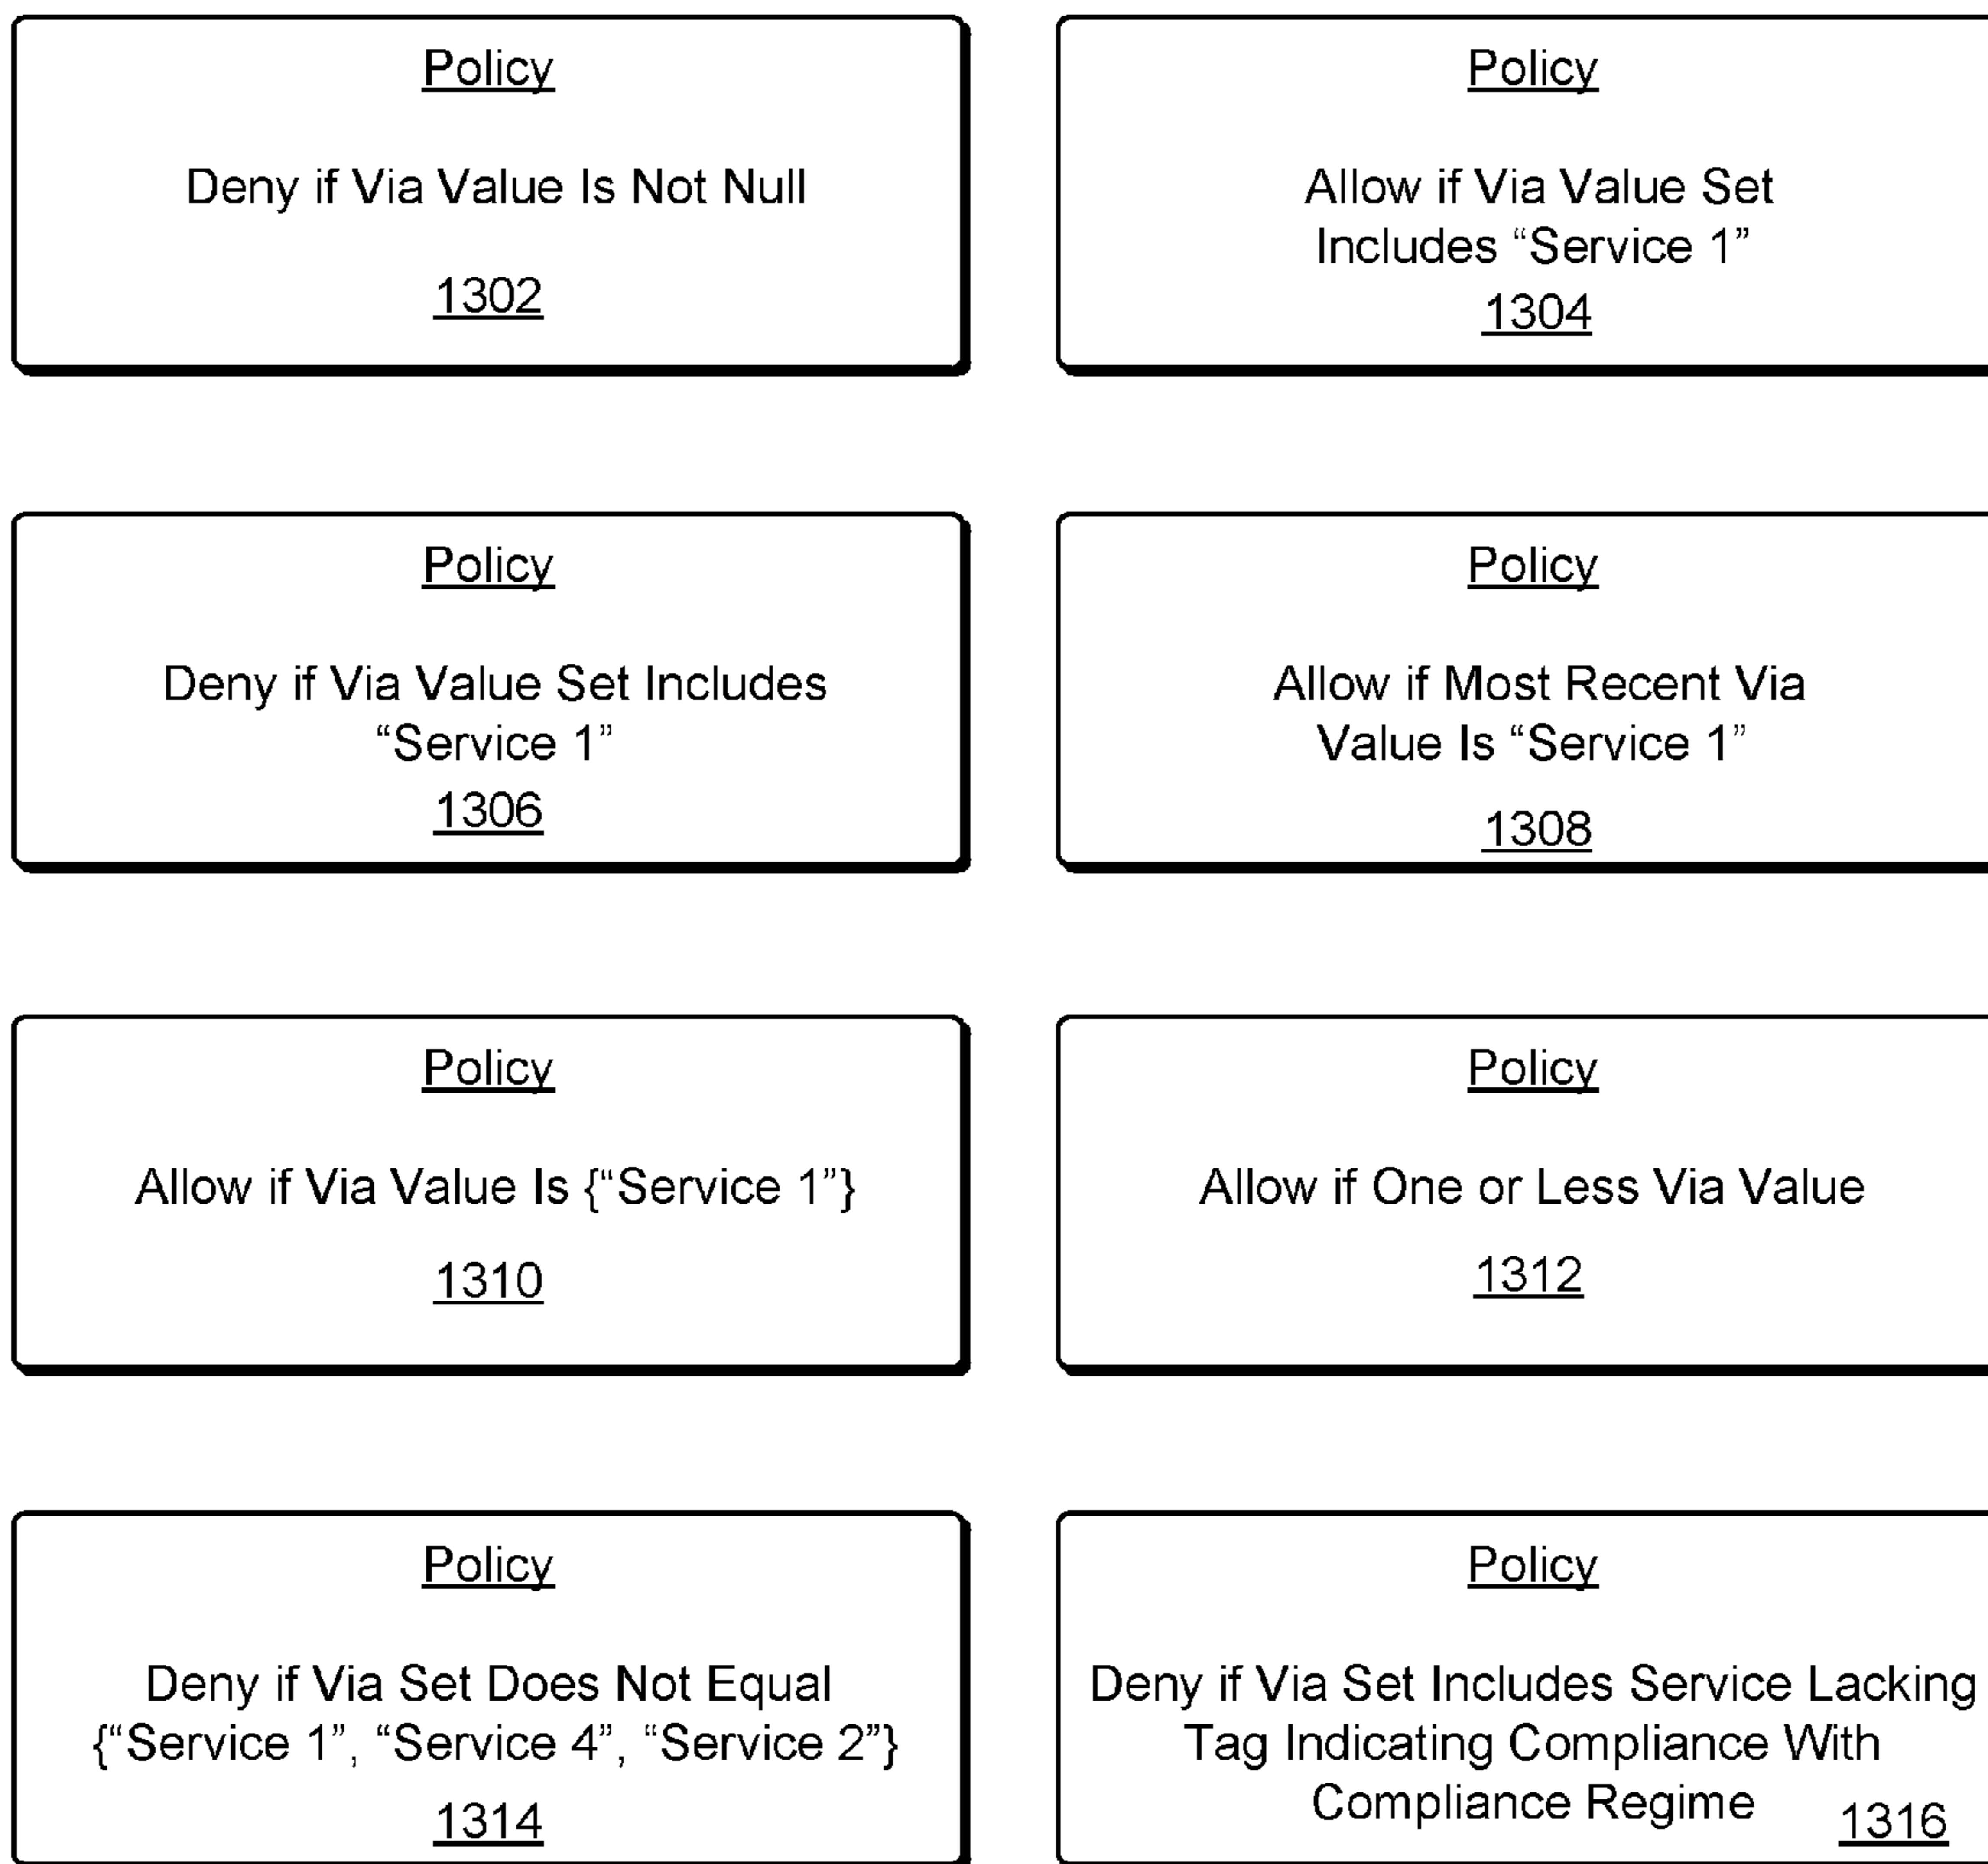 Policy
Deny if Via Value Is Not Null
1302
Policy
Allow if Via Value Set
Includes “Service 1”
1304
Policy
Deny if Via Value Set Includes
“Service 1”
1306
Policy
Allow if Most Recent Via
Value Is “Service 1”
1308
Policy
Allow if Via Value Is {“Service 1”}
1310
Policy
Allow if One or Less Via Value
1312
Policy
Deny if Via Set Does Not Equal
{“Service 1”, “Service 4”, “Service 2”}
1314
Policy
Deny if Via Set Includes Service Lacking
Tag Indicating Compliance With
Compliance Regime
1316